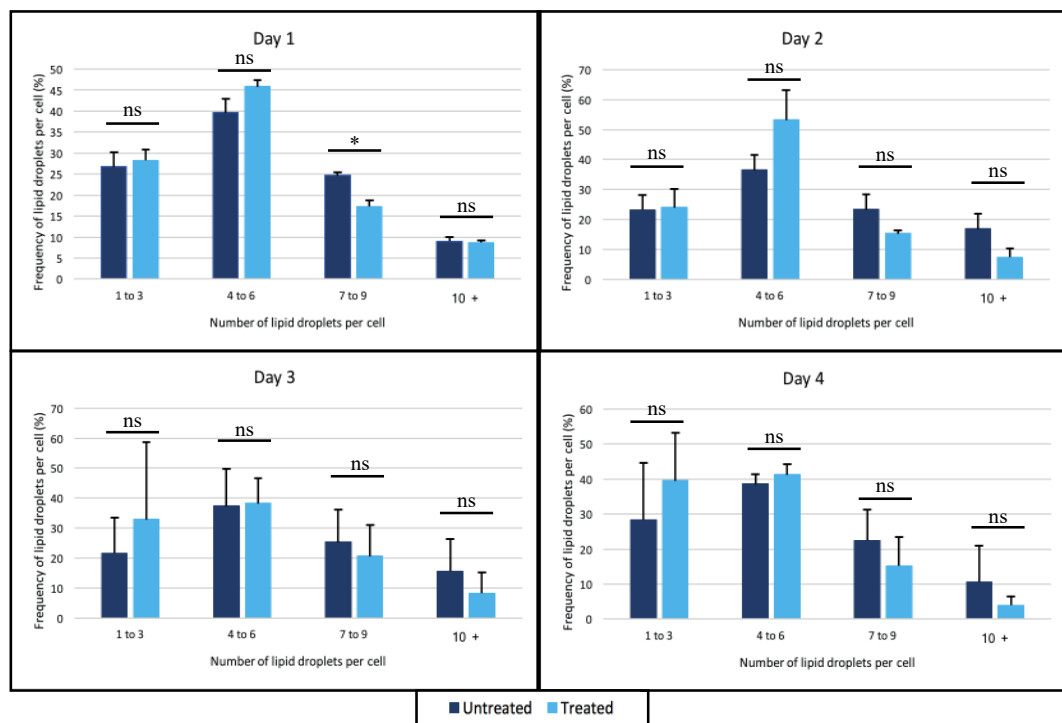 Day 1
Frequency of lipid droplets per cell (%)
50
45
40
35
30
25
20
15
10
5
0
ns
ns
*
ns
1 to 3
4 to 6
7 to 9
10 +
Number of lipid droplets per cell
Day 2
Frequency of lipid droplets per cell (%)
70
60
50
40
30
20
10
0
ns
ns
ns
ns
1 to 3
4 to 6
7 to 9
10 +
Number of lipid droplets per cell
Day 3
Frequency of lipid droplets per cell (%)
70
60
50
40
30
20
10
0
ns
ns
ns
ns
1 to 3
4 to 6
7 to 9
10 +
Number of lipid droplets per cell
Day 4
Frequency of lipid droplets per cell (%)
60
50
40
30
20
10
0
ns
ns
ns
ns
1 to 3
4 to 6
7 to 9
10 +
Number of lipid droplets per cell
Untreated Treated